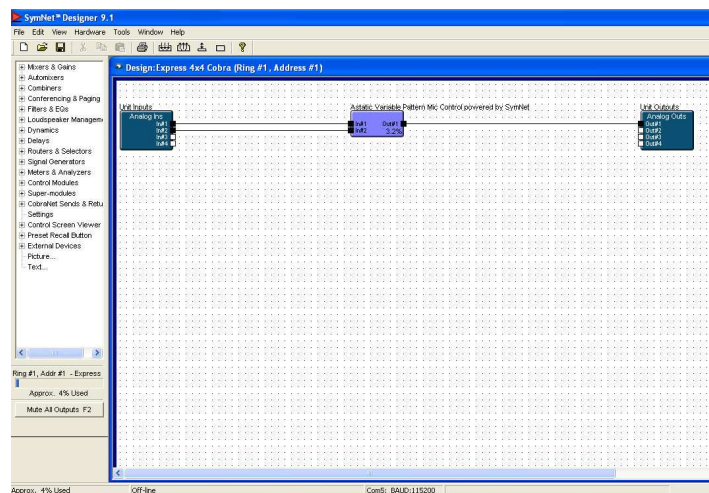 SymNet™ Designer 9.1
File Edit View Hardware Tools Window Help
Mixers & Gains
Automixers
Combiners
Conferencing & Paging
Filters & EQs
Loudspeaker Managem
Dynamics
Delays
Routers & Selectors
Signal Generators
Meters & Analyzers
Control Modules
Super-modules
CobraNet Sends & Retu
Settings
Control Screen Viewer
Preset Recall Button
External Devices
Picture...
Text...
Ring #1, Addr #1 - Express
Approx. 4% Used
Mute All Outputs F2
Design: Express 4x4 Cobra (Ring #1, Address #1)
Unit Inputs
Analog Ins
In#1
In#2
In#3
In#4
Astatic Variable Pattern Mic Control powered by SymNet
In#1 Out#1
In#2 3.2%
Unit Outputs
Analog Outs
Out#1
Out#2
Out#3
Out#4
Approx. 4% Used Off-line Com5: BAUD:115200